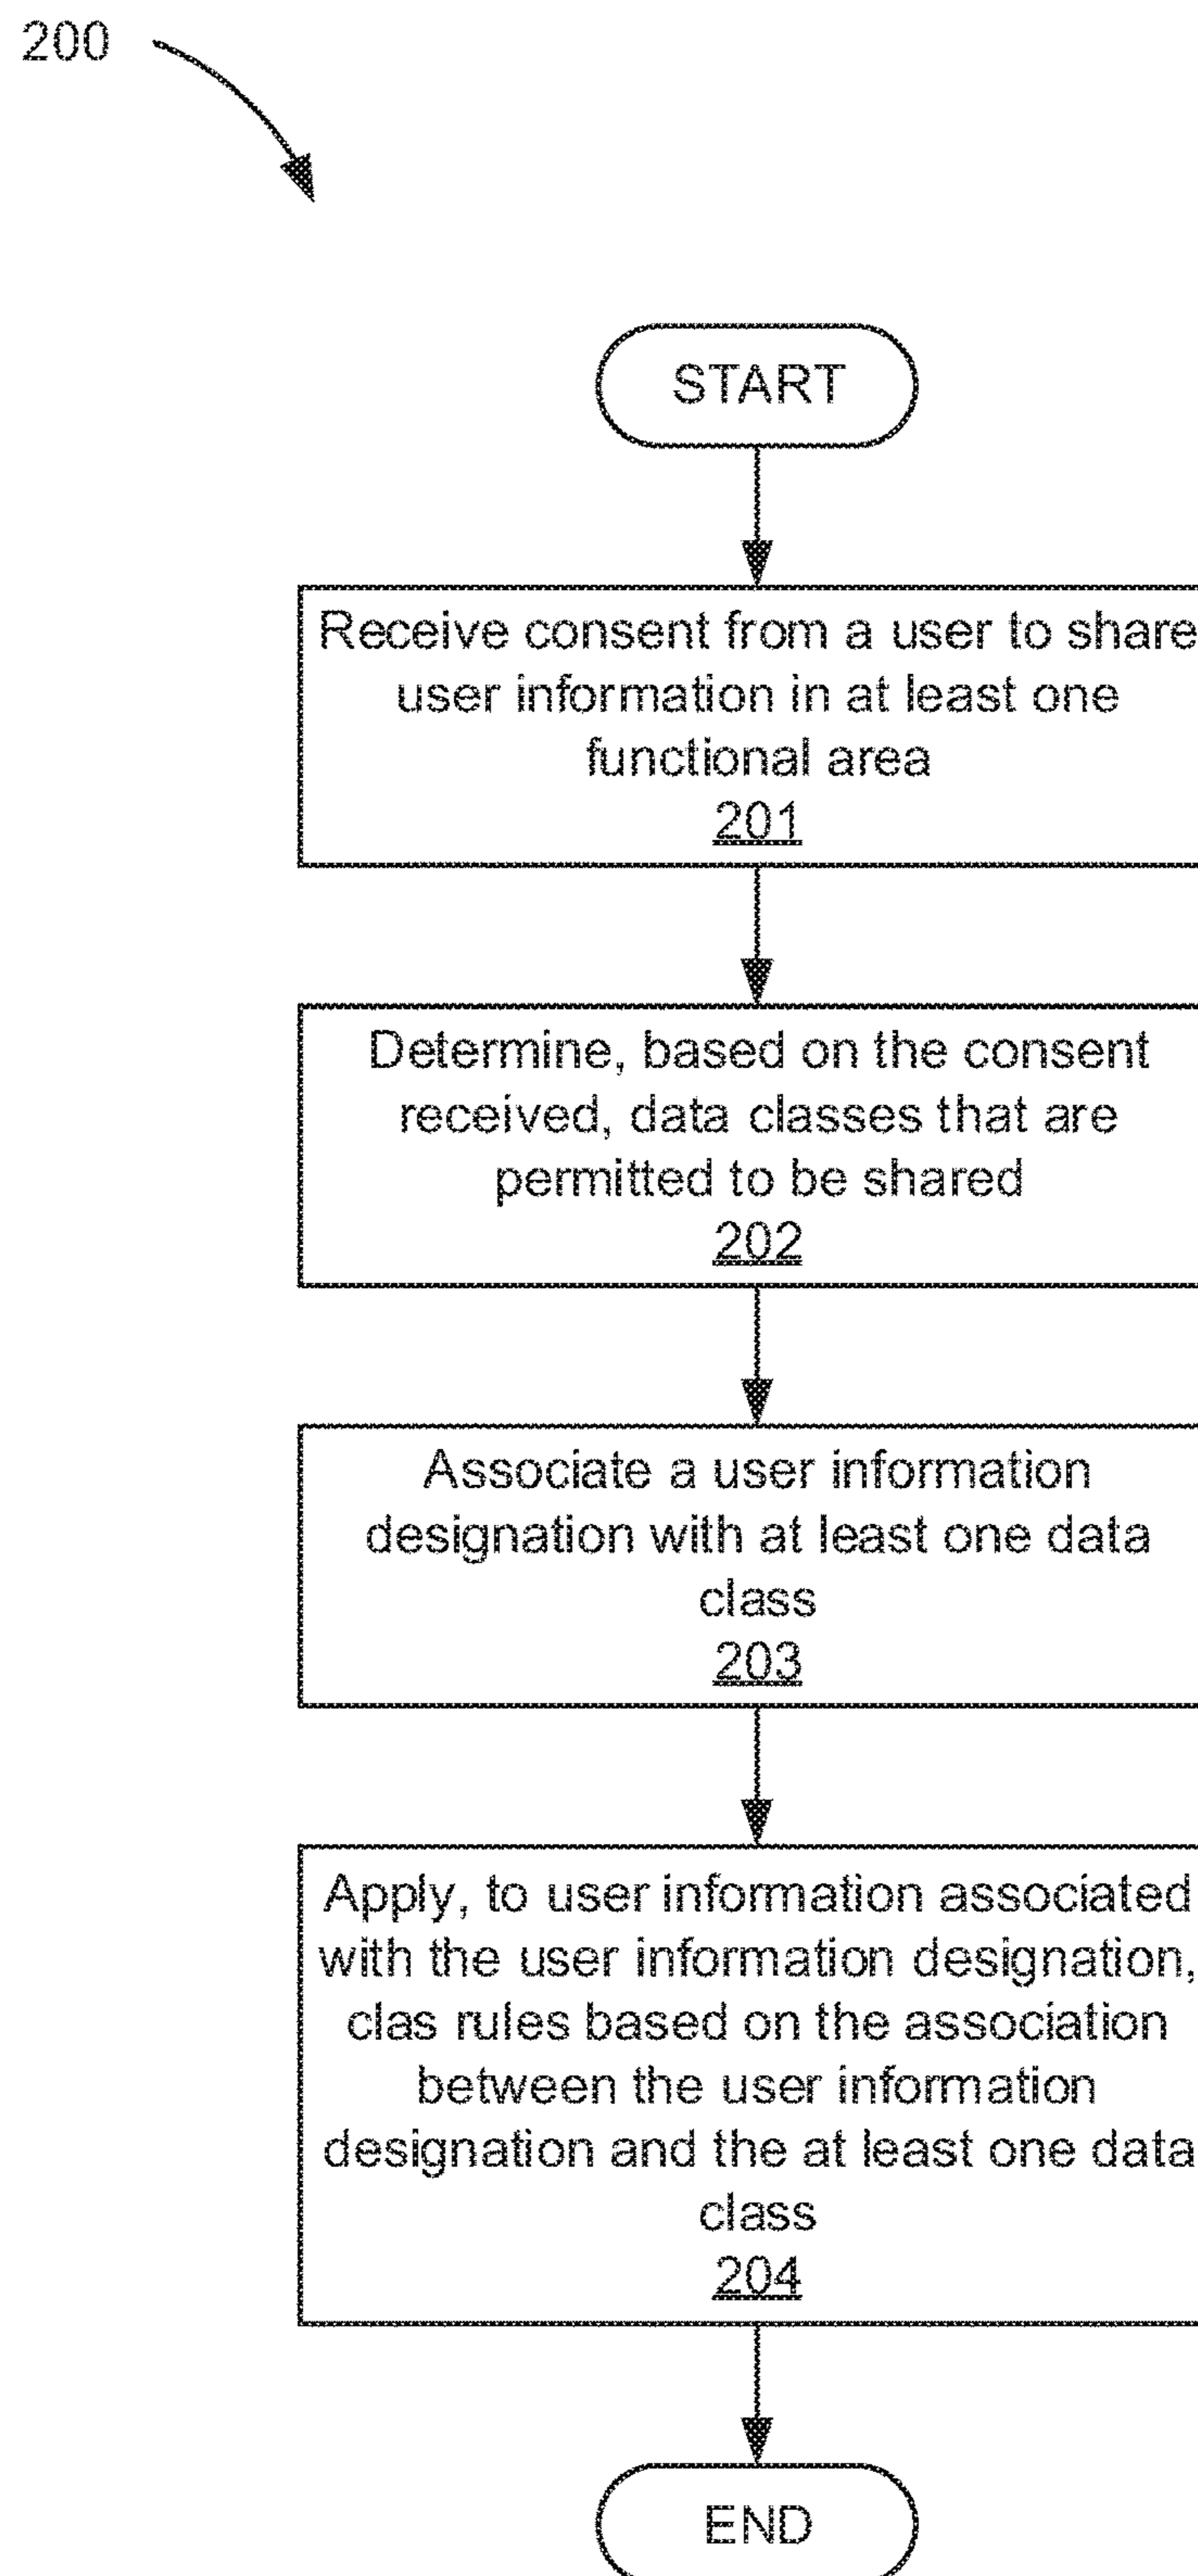 200
START
Receive consent from a user to share
user information in at least one
functional area
201
Determine, based on the consent
received, data classes that are
permitted to be shared
202
Associate a user information
designation with at least one data
class
203
Apply, to user information associated
with the user information designation,
clas rules based on the association
between the user information
designation and the at least one data
class
204
END